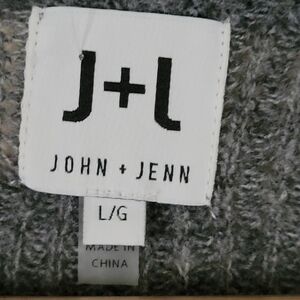 J+J
JOHN + JENN
L/G
MADE IN
CHINA